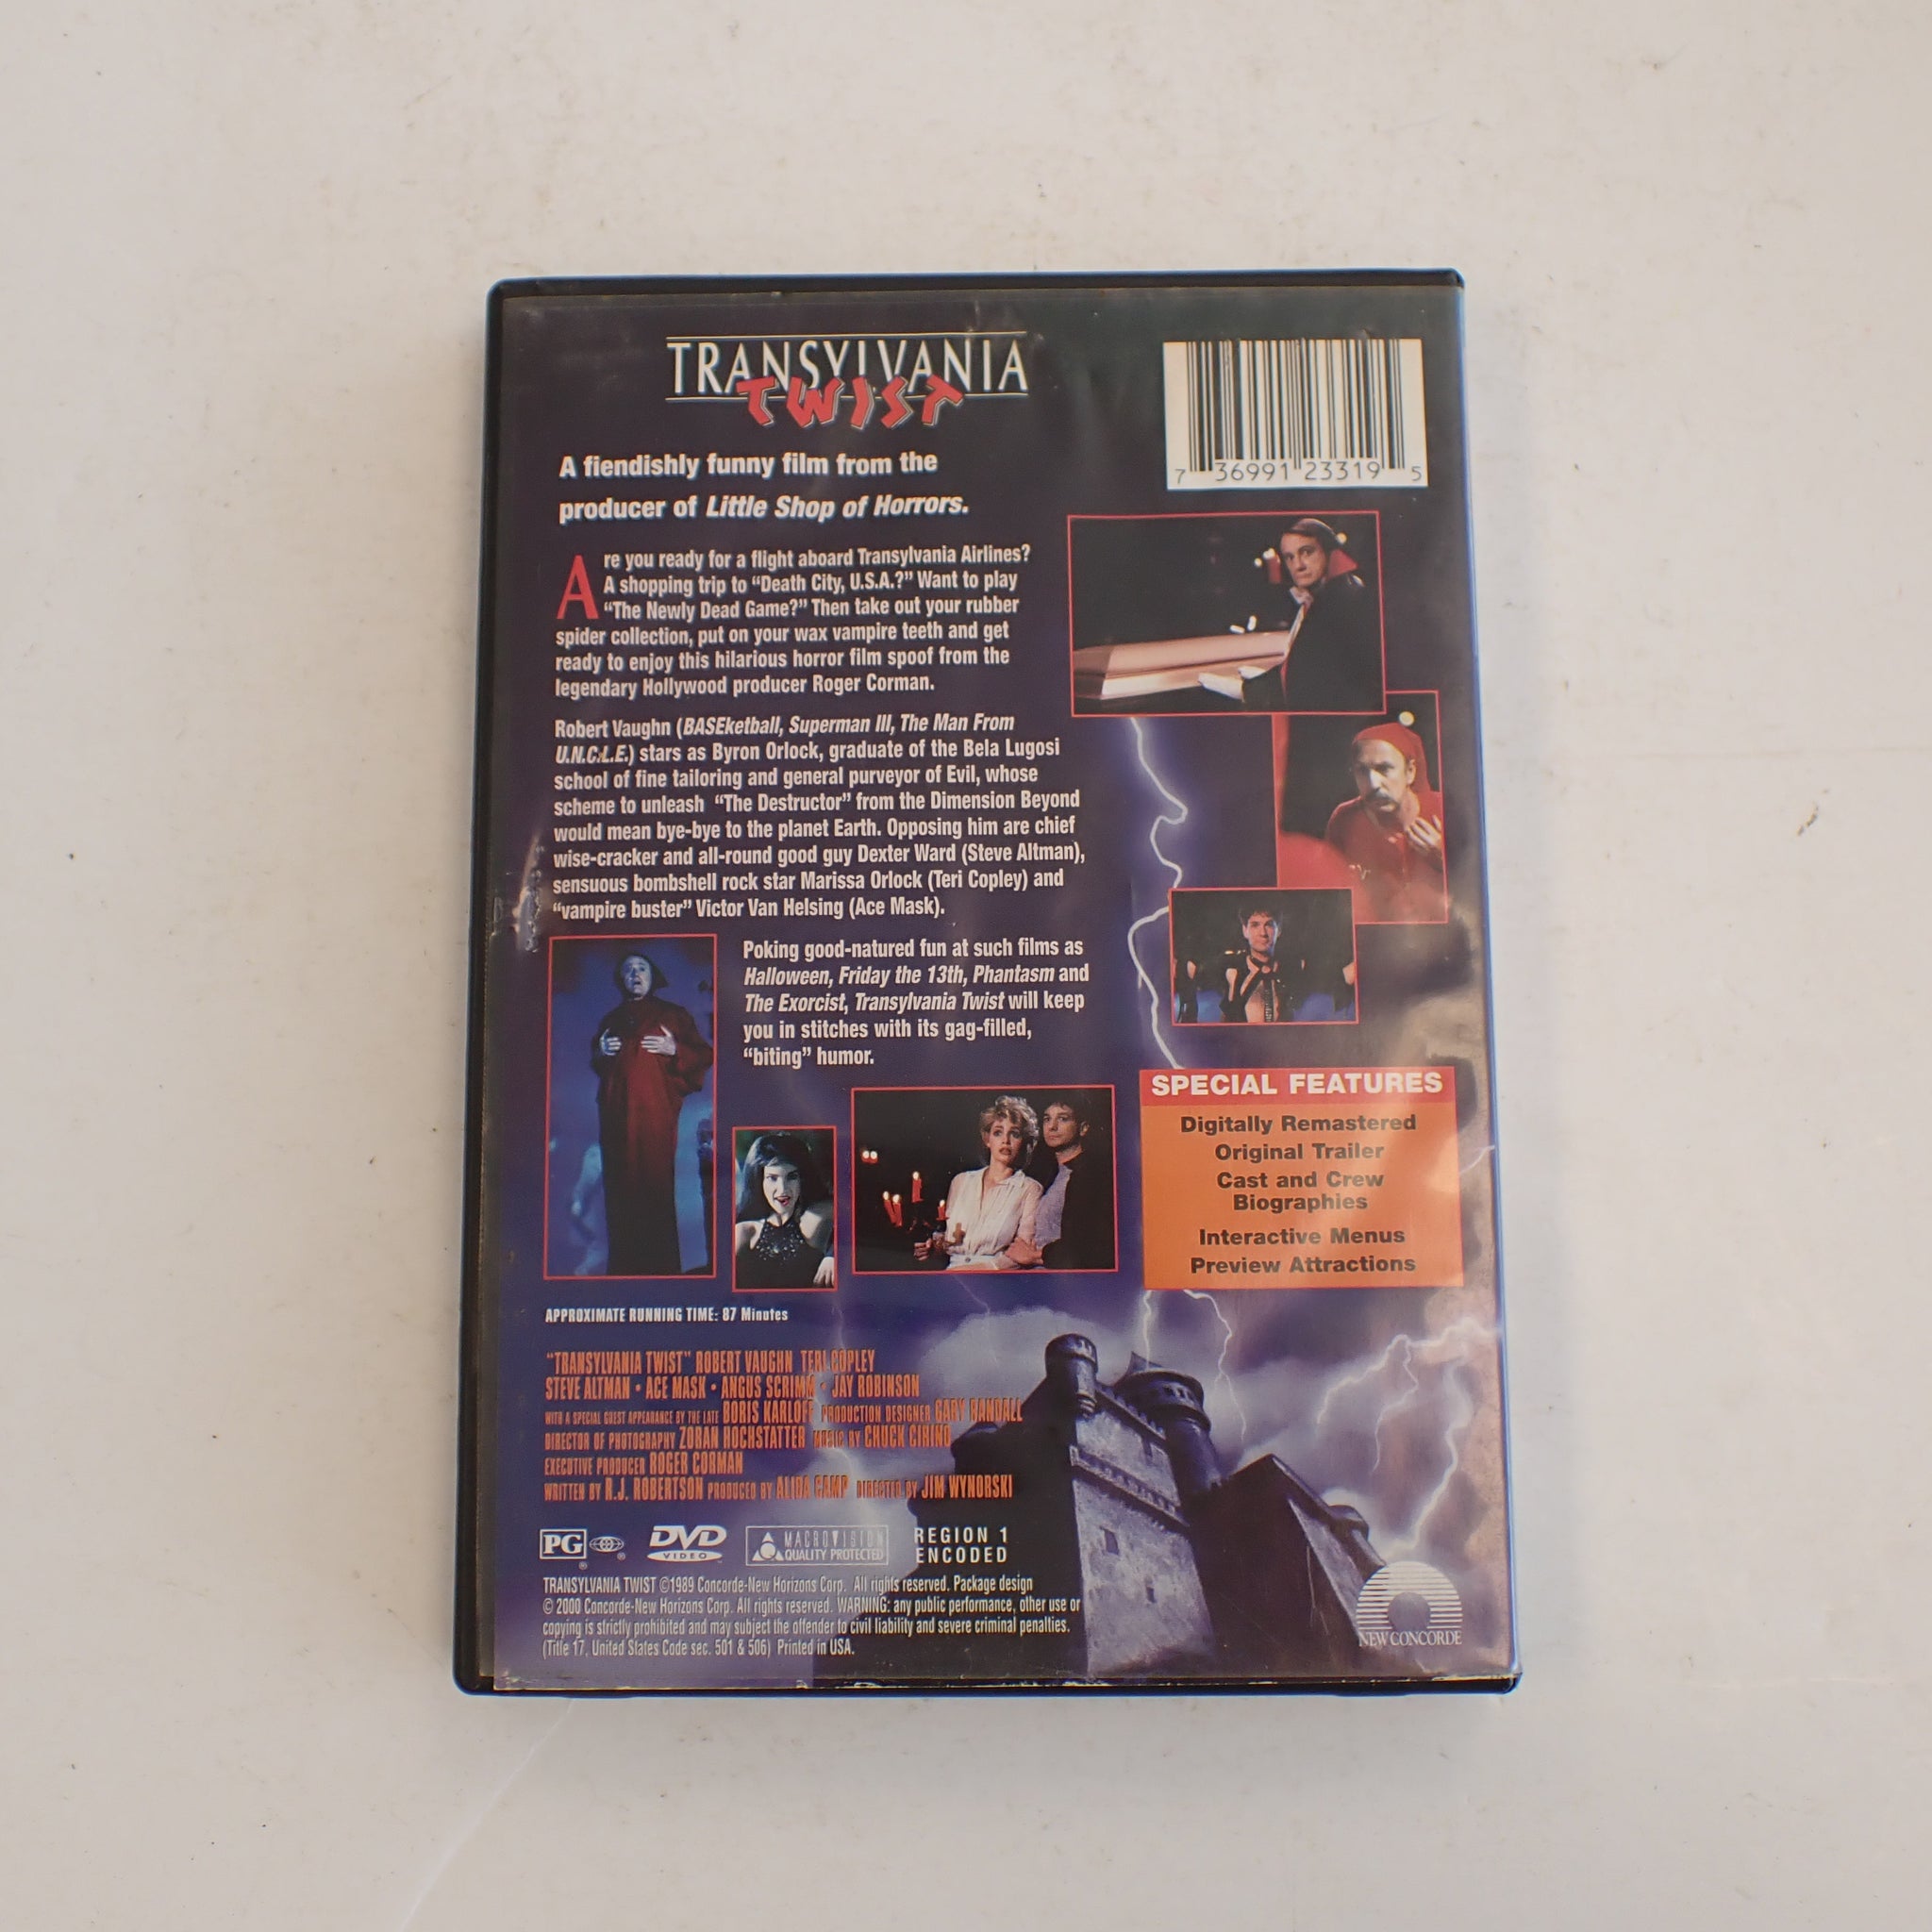 TRANSYLVANIA
TWIST
7 36991 23319 5
A fiendishly funny film from the
producer of Little Shop of Horrors.
Are you ready for a flight aboard Transylvania Airlines?
A shopping trip to “Death City, U.S.A.?” Want to play
“The Newly Dead Game?” Then take out your rubber
spider collection, put on your wax vampire teeth and get
ready to enjoy this hilarious horror film spoof from the
legendary Hollywood producer Roger Corman.
Robert Vaughn (BASEketball, Superman III, The Man From
U.N.C.L.E.) stars as Byron Orlock, graduate of the Bela Lugosi
school of fine tailoring and general purveyor of Evil, whose
scheme to unleash “The Destructor” from the Dimension Beyond
would mean bye-bye to the planet Earth. Opposing him are chief
wise-cracker and all-round good guy Dexter Ward (Steve Altman),
sensuous bombshell rock star Marissa Orlock (Teri Copley) and
“vampire buster” Victor Van Helsing (Ace Mask).
Poking good-natured fun at such films as
Halloween, Friday the 13th, Phantasm and
The Exorcist, Transylvania Twist will keep
you in stitches with its gag-filled,
“biting” humor.
SPECIAL FEATURES
Digitally Remastered
Original Trailer
Cast and Crew
Biographies
Interactive Menus
Preview Attractions
APPROXIMATE RUNNING TIME: 87 Minutes
“TRANSYLVANIA TWIST” ROBERT VAUGHN TERI COPLEY
STEVE ALTMAN • ACE MASK • ANGUS SCRIMM • JAY ROBINSON
WITH A SPECIAL GUEST APPEARANCE BY THE LATE BORIS KARLOFF PRODUCTION DESIGNER GARY RANDALL
DIRECTOR OF PHOTOGRAPHY ZORAN HOCHSTATTER MUSIC BY CHUCK CIRINO
EXECUTIVE PRODUCER ROGER CORMAN
WRITTEN BY R.J. ROBERTSON PRODUCED BY ALIDA CAMP DIRECTED BY JIM WYNORSKI
PG ® ® DVD VIDEO ™ MACROVISION QUALITY PROTECTED REGION 1 ENCODED
TRANSYLVANIA TWIST ©1989 Concorde-New Horizons Corp. All rights reserved. Package design
© 2000 Concorde-New Horizons Corp. All rights reserved. WARNING: any public performance, other use or
copying is strictly prohibited and may subject the offender to civil liability and severe criminal penalties.
(Title 17, United States Code sec. 501 & 506) Printed in USA.
NEW CONCORDE